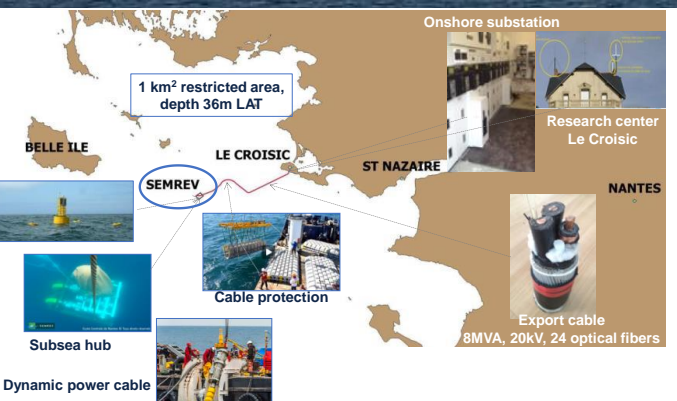 Onshore substation
1 km² restricted area,
depth 36m LAT
Research center
Le Croisic
BELLE ILE
LE CROISIC
ST NAZAIRE
SEMREV
NANTES
Cable protection
Subsea hub
Export cable
8MVA, 20kV, 24 optical fibers
Dynamic power cable